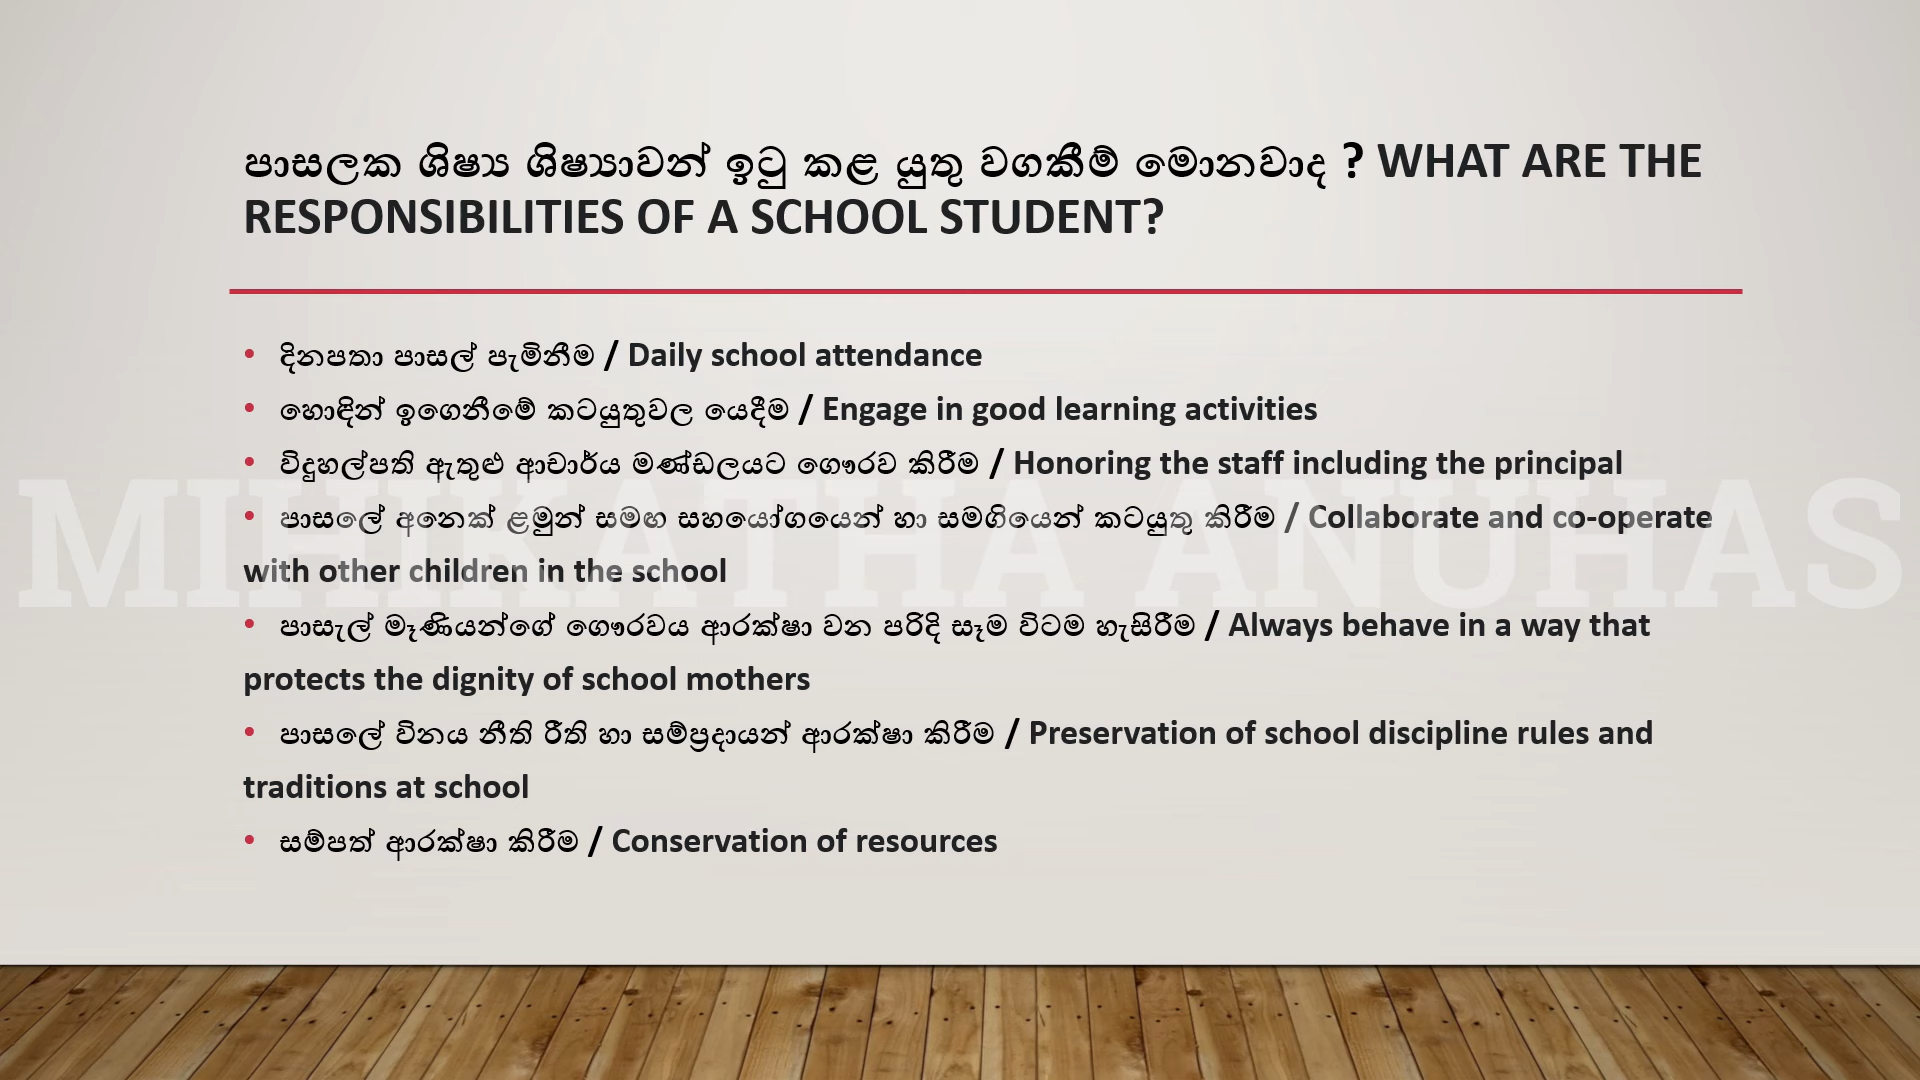 පාසලක ශිෂ්‍ය ශිෂ්‍යාවන් ඉටු කළ යුතු වගකීම් මොනවාද ? WHAT ARE THE
RESPONSIBILITIES OF A SCHOOL STUDENT?
• දිනපතා පාසල් පැමිනීම / Daily school attendance
• හොඳින් ඉගෙනීමේ කටයුතුවල යෙදීම / Engage in good learning activities
• විදුහල්පති ඇතුළු ආචාර්ය මණ්ඩලයට ගෞරව කිරීම / Honoring the staff including the principal
• පාසලේ අනෙක් ළමුන් සමඟ සහයෝගයෙන් හා සමගියෙන් කටයුතු කිරීම / Collaborate and co-operate
with other children in the school
MIHIKATHA ANUHAS
• පාසැල් මෑණියන්ගේ ගෞරවය ආරක්ෂා වන පරිදි සෑම විටම හැසිරීම / Always behave in a way that
protects the dignity of school mothers
• පාසලේ විනය නීති රීති හා සම්ප්‍රදායන් ආරක්ෂා කිරීම / Preservation of school discipline rules and
traditions at school
• සම්පත් ආරක්ෂා කිරීම / Conservation of resources